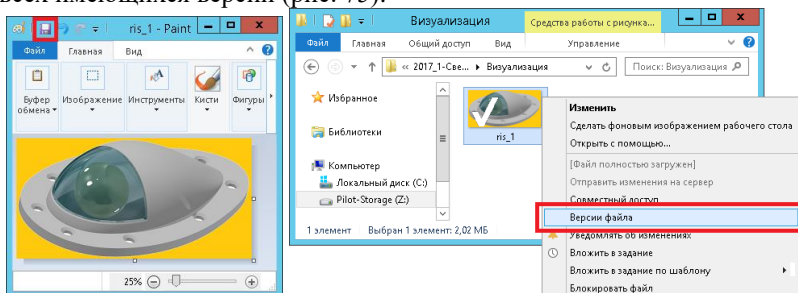 всех имеющихся версий (рис. 73).
ris_1 - Paint
Файл
Главная
Вид
Буфер обмена
Изображение
Инструменты
Кисти
Фигуры
25%
Визуализация
Средства работы с рисунка...
Файл
Главная
Общий доступ
Вид
Управление
« 2017_1-Све... ▸ Визуализация
Поиск: Визуализация
Избранное
Библиотеки
Компьютер
Локальный диск (C:)
Pilot-Storage (Z:)
ris_1
1 элемент
Выбран 1 элемент: 2,02 МБ
Изменить
Сделать фоновым изображением рабочего стола
Открыть с помощью...
[Файл полностью загружен]
Отправить изменения на сервер
Совместный доступ
Версии файла
Уведомлять об изменениях
Вложить в задание
Вложить в задание по шаблону
Блокировать файл